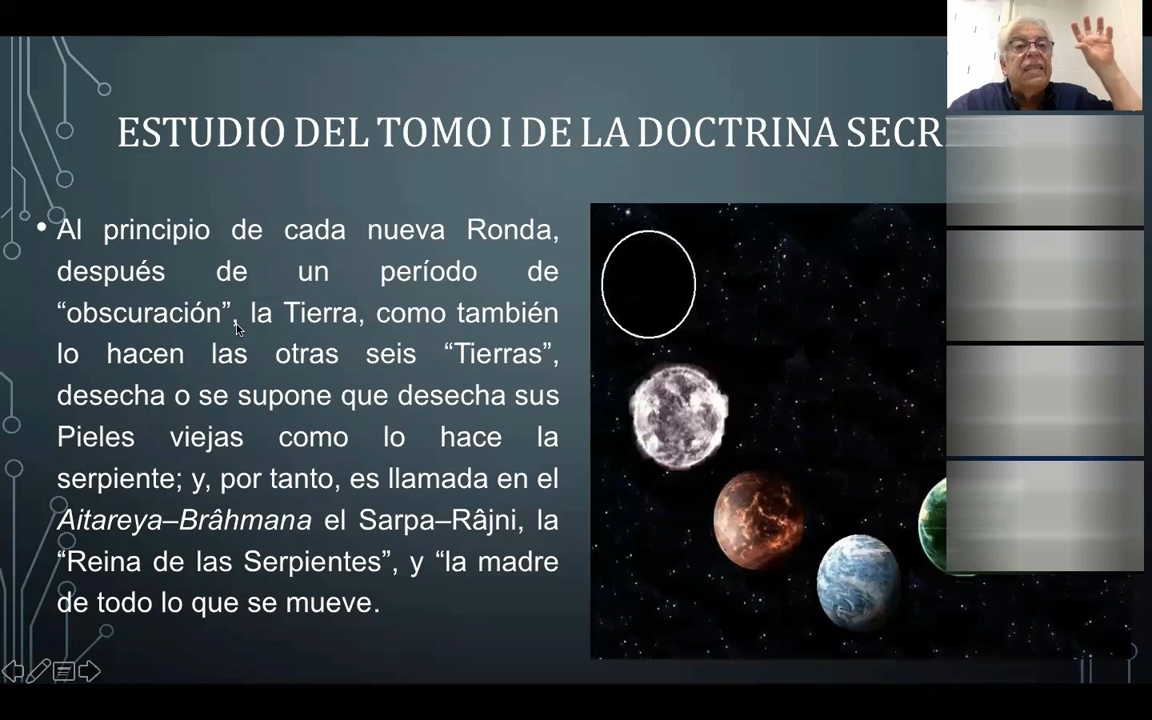 ESTUDIO DEL TOMO I DE LA DOCTRINA SECR
• Al principio de cada nueva Ronda,
después de un período de
“obscuración”, la Tierra, como también
lo hacen las otras seis “Tierras”,
desecha o se supone que desecha sus
Pieles viejas como lo hace la
serpiente; y, por tanto, es llamada en el
Aitareya–Brâhmana el Sarpa–Râjni, la
“Reina de las Serpientes”, y “la madre
de todo lo que se mueve.